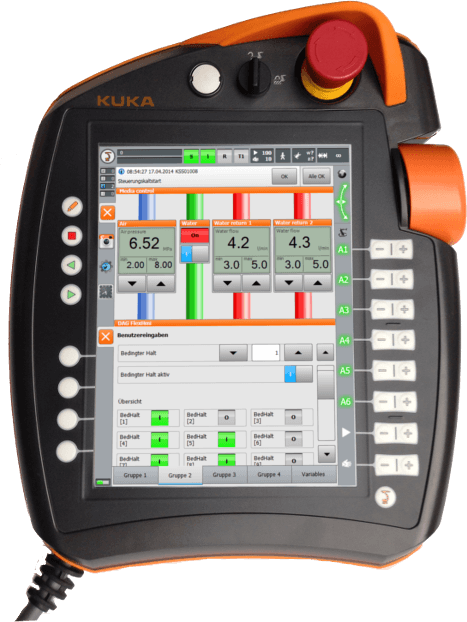 KUKA
S I R T1 100 10
08:54:27 17.04.2014 KSS01008
Steuerungskaltstart
OK Alle OK
Media control
Air
Water
Water return 1
Water return 2
Air pressure
On
Water flow
Water flow
6.52
4.2
4.3
min max
2.00 8.00
3.0 5.0
3.0 5.0
A1
A2
A3
A4
A5
A6
Benutzereingaben
Bedingter Halt
1
Bedingter Halt aktiv
Übersicht
BedHalt [1]
BedHalt [2]
BedHalt [3]
BedHalt [4]
BedHalt [5]
BedHalt [6]
Gruppe 1 Gruppe 2 Gruppe 3 Gruppe 4 Variables